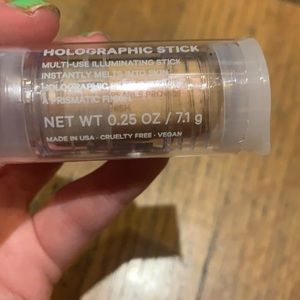 HOLOGRAPHIC STICK
MULTI-USE ILLUMINATING STICK
INSTANTLY MELTS INTO SKIN
HOLOGRAPHIC
A PRISMATIC FINISH
NET WT 0.25 OZ / 7.1 g
MADE IN USA · CRUELTY FREE · VEGAN